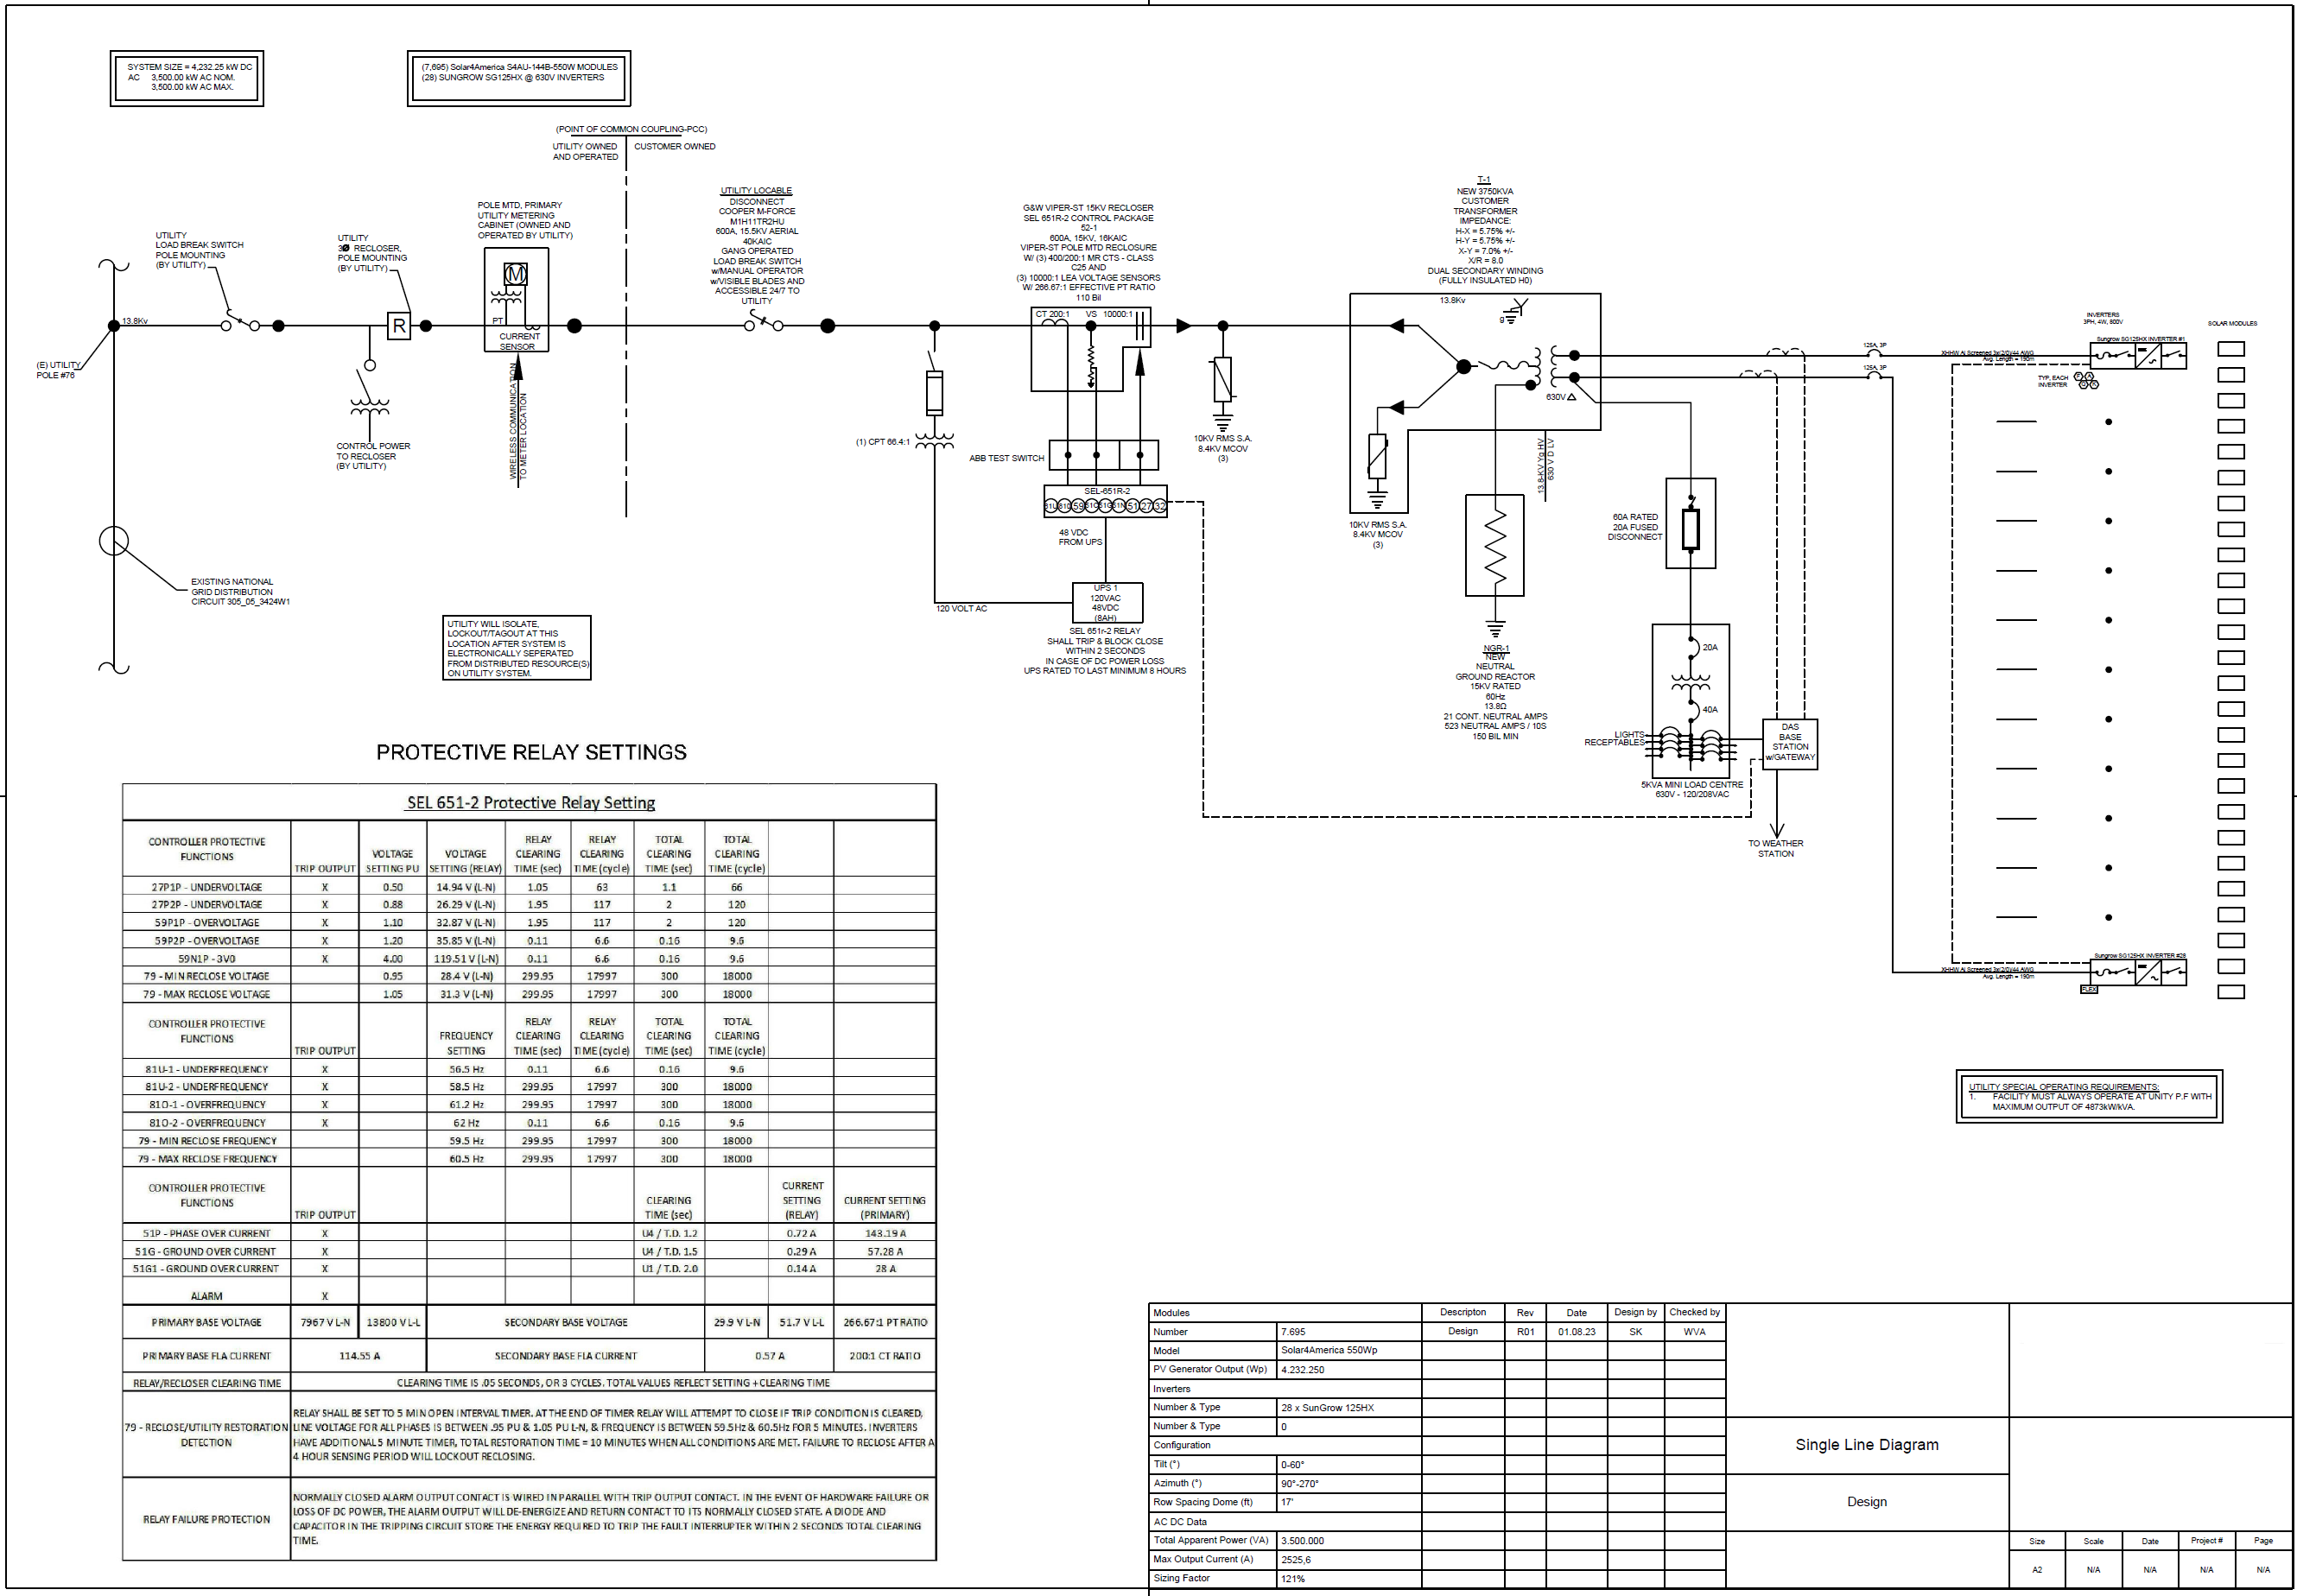 SYSTEM SIZE = 4,232.25 kW DC
AC 3,500.00 kW AC NOM.
3,500.00 kW AC MAX.
(7,695) Solar4America S4AU-144B-550W MODULES
(28) SUNGROW SG125HX @ 630V INVERTERS
(POINT OF COMMON COUPLING-PCC)
UTILITY OWNED
AND OPERATED
CUSTOMER OWNED
13.8Kv
(E) UTILITY
POLE #76
UTILITY
LOAD BREAK SWITCH
POLE MOUNTING
(BY UTILITY)
UTILITY
3Ø RECLOSER,
POLE MOUNTING
(BY UTILITY)
R
CONTROL POWER
TO RECLOSER
(BY UTILITY)
POLE MTD, PRIMARY
UTILITY METERING
CABINET (OWNED AND
OPERATED BY UTILITY)
M
PT
CURRENT
SENSOR
WIRELESS COMMUNICATION
TO METER LOCATION
EXISTING NATIONAL
GRID DISTRIBUTION
CIRCUIT 305_05_3424W1
UTILITY WILL ISOLATE,
LOCKOUT/TAGOUT AT THIS
LOCATION AFTER SYSTEM IS
ELECTRONICALLY SEPERATED
FROM DISTRIBUTED RESOURCE(S)
ON UTILITY SYSTEM.
UTILITY LOCABLE
DISCONNECT
COOPER M-FORCE
M1H11TR2HU
600A, 15.5KV AERIAL
40KAIC
GANG OPERATED
LOAD BREAK SWITCH
w/MANUAL OPERATOR
w/VISIBLE BLADES AND
ACCESSIBLE 24/7 TO
UTILITY
(1) CPT 66.4:1
120 VOLT AC
G&W VIPER-ST 15KV RECLOSER
SEL 651R-2 CONTROL PACKAGE
52-1
600A, 15KV, 16KAIC
VIPER-ST POLE MTD RECLOSURE
W/ (3) 400/200:1 MR CTS - CLASS
C25 AND
(3) 10000:1 LEA VOLTAGE SENSORS
W/ 266.67:1 EFFECTIVE PT RATIO
110 Bil
CT 200:1 VS 10000:1
ABB TEST SWITCH
SEL-651R-2
81U 81O 59 51C 51G 51N 51 27 32
48 VDC
FROM UPS
UPS 1
120VAC
48VDC
(8AH)
SEL 651r-2 RELAY
SHALL TRIP & BLOCK CLOSE
WITHIN 2 SECONDS
IN CASE OF DC POWER LOSS
UPS RATED TO LAST MINIMUM 8 HOURS
10KV RMS S.A.
8.4KV MCOV
(3)
T-1
NEW 3750KVA
CUSTOMER
TRANSFORMER
IMPEDANCE:
H-X = 5.75% +/-
H-Y = 5.75% +/-
X-Y = 7.0% +/-
X/R = 8.0
DUAL SECONDARY WINDING
(FULLY INSULATED H0)
13.8Kv
g
630V
13.8-KV Yg HV
630 V D LV
10KV RMS S.A.
8.4KV MCOV
(3)
NGR-1
NEW
NEUTRAL
GROUND REACTOR
15KV RATED
60Hz
13.8Ω
21 CONT. NEUTRAL AMPS
523 NEUTRAL AMPS / 10S
150 BIL MIN
60A RATED
20A FUSED
DISCONNECT
20A
40A
LIGHTS
RECEPTABLES
5KVA MINI LOAD CENTRE
630V - 120/208VAC
DAS
BASE
STATION
w/GATEWAY
TO WEATHER
STATION
125A, 3P
125A, 3P
INVERTERS
3PH, 4W, 800V
SOLAR MODULES
Sungrow SG125HX INVERTER #1
XHHW Al Screened 3x/2/0//44 AWG
Avg. Length = 190m
TYP. EACH
INVERTER
Sungrow SG125HX INVERTER #28
XHHW Al Screened 3x/2/0//44 AWG
Avg. Length = 190m
FLEX
UTILITY SPECIAL OPERATING REQUIREMENTS:
1. FACILITY MUST ALWAYS OPERATE AT UNITY P.F WITH
MAXIMUM OUTPUT OF 4873kW/kVA.
PROTECTIVE RELAY SETTINGS
SEL 651-2 Protective Relay Setting
CONTROLLER PROTECTIVE FUNCTIONS TRIP OUTPUT VOLTAGE SETTING PU VOLTAGE SETTING (RELAY) RELAY CLEARING TIME (sec) RELAY CLEARING TIME (cycle) TOTAL CLEARING TIME (sec) TOTAL CLEARING TIME (cycle)
27P1P - UNDERVOLTAGE X 0.50 14.94 V (L-N) 1.05 63 1.1 66
27P2P - UNDERVOLTAGE X 0.88 26.29 V (L-N) 1.95 117 2 120
59P1P - OVERVOLTAGE X 1.10 32.87 V (L-N) 1.95 117 2 120
59P2P - OVERVOLTAGE X 1.20 35.85 V (L-N) 0.11 6.6 0.16 9.6
59N1P - 3V0 X 4.00 119.51 V (L-N) 0.11 6.6 0.16 9.6
79 - MIN RECLOSE VOLTAGE 0.95 28.4 V (L-N) 299.95 17997 300 18000
79 - MAX RECLOSE VOLTAGE 1.05 31.3 V (L-N) 299.95 17997 300 18000
CONTROLLER PROTECTIVE FUNCTIONS TRIP OUTPUT FREQUENCY SETTING RELAY CLEARING TIME (sec) RELAY CLEARING TIME (cycle) TOTAL CLEARING TIME (sec) TOTAL CLEARING TIME (cycle)
81U-1 - UNDERFREQUENCY X 56.5 Hz 0.11 6.6 0.16 9.6
81U-2 - UNDERFREQUENCY X 58.5 Hz 299.95 17997 300 18000
81O-1 - OVERFREQUENCY X 61.2 Hz 299.95 17997 300 18000
81O-2 - OVERFREQUENCY X 62 Hz 0.11 6.6 0.16 9.6
79 - MIN RECLOSE FREQUENCY 59.5 Hz 299.95 17997 300 18000
79 - MAX RECLOSE FREQUENCY 60.5 Hz 299.95 17997 300 18000
CONTROLLER PROTECTIVE FUNCTIONS TRIP OUTPUT CLEARING TIME (sec) CURRENT SETTING (RELAY) CURRENT SETTING (PRIMARY)
51P - PHASE OVER CURRENT X U4 / T.D. 1.2 0.72 A 143.19 A
51G - GROUND OVER CURRENT X U4 / T.D. 1.5 0.29 A 57.28 A
51G1 - GROUND OVER CURRENT X U1 / T.D. 2.0 0.14 A 28 A
ALARM X
PRIMARY BASE VOLTAGE 7967 V L-N 13800 V L-L SECONDARY BASE VOLTAGE 29.9 V L-N 51.7 V L-L 266.67:1 PT RATIO
PRIMARY BASE FLA CURRENT 114.55 A SECONDARY BASE FLA CURRENT 0.57 A 200:1 CT RATIO
RELAY/RECLOSER CLEARING TIME CLEARING TIME IS .05 SECONDS, OR 3 CYCLES. TOTAL VALUES REFLECT SETTING + CLEARING TIME
79 - RECLOSE/UTILITY RESTORATION DETECTION
RELAY SHALL BE SET TO 5 MIN OPEN INTERVAL TIMER. AT THE END OF TIMER RELAY WILL ATTEMPT TO CLOSE IF TRIP CONDITION IS CLEARED,
LINE VOLTAGE FOR ALL PHASES IS BETWEEN .95 PU & 1.05 PU L-N, & FREQUENCY IS BETWEEN 59.5Hz & 60.5Hz FOR 5 MINUTES. INVERTERS
HAVE ADDITIONAL 5 MINUTE TIMER, TOTAL RESTORATION TIME = 10 MINUTES WHEN ALL CONDITIONS ARE MET. FAILURE TO RECLOSE AFTER A
4 HOUR SENSING PERIOD WILL LOCKOUT RECLOSING.
RELAY FAILURE PROTECTION
NORMALLY CLOSED ALARM OUTPUT CONTACT IS WIRED IN PARALLEL WITH TRIP OUTPUT CONTACT. IN THE EVENT OF HARDWARE FAILURE OR
LOSS OF DC POWER, THE ALARM OUTPUT WILL DE-ENERGIZE AND RETURN CONTACT TO ITS NORMALLY CLOSED STATE. A DIODE AND
CAPACITOR IN THE TRIPPING CIRCUIT STORE THE ENERGY REQUIRED TO TRIP THE FAULT INTERRUPTER WITHIN 2 SECONDS TOTAL CLEARING
TIME.
Modules Descripton Rev Date Design by Checked by
Number 7.695 Design R01 01.08.23 SK WVA
Model Solar4America 550Wp
PV Generator Output (Wp) 4.232.250
Inverters
Number & Type 28 x SunGrow 125HX
Number & Type 0
Configuration
Tilt (°) 0-60°
Azimuth (°) 90°-270°
Row Spacing Dome (ft) 17'
AC DC Data
Total Apparent Power (VA) 3.500.000
Max Output Current (A) 2525,6
Sizing Factor 121%
Single Line Diagram
Design
Size Scale Date Project # Page
A2 N/A N/A N/A N/A